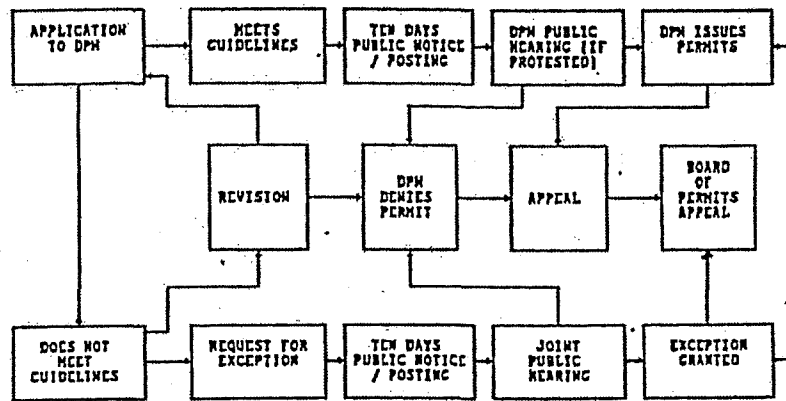 APPLICATION
TO DPW
MEETS
GUIDELINES
TEN DAYS
PUBLIC NOTICE
/ POSTING
DPW PUBLIC
HEARING (IF
PROTESTED)
DPW ISSUES
PERMITS
REVISION
DPW
DENIES
PERMIT
APPEAL
BOARD
OF
PERMITS
APPEAL
DOES NOT
MEET
GUIDELINES
REQUEST FOR
EXCEPTION
TEN DAYS
PUBLIC NOTICE
/ POSTING
JOINT
PUBLIC
HEARING
EXCEPTION
GRANTED